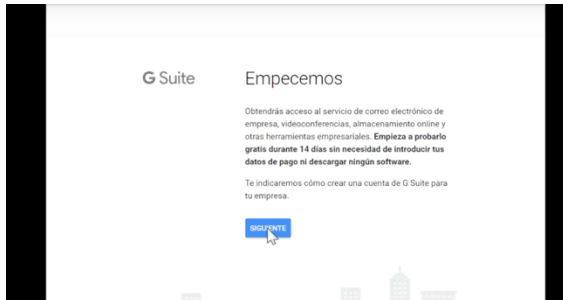 G Suite
Empecemos
Obtendrás acceso al servicio de correo electrónico de
empresa, videoconferencias, almacenamiento online y
otras herramientas empresariales. Empieza a probarlo
gratis durante 14 días sin necesidad de introducir tus
datos de pago ni descargar ningún software.
Te indicaremos cómo crear una cuenta de G Suite para
tu empresa.
SIGUIENTE